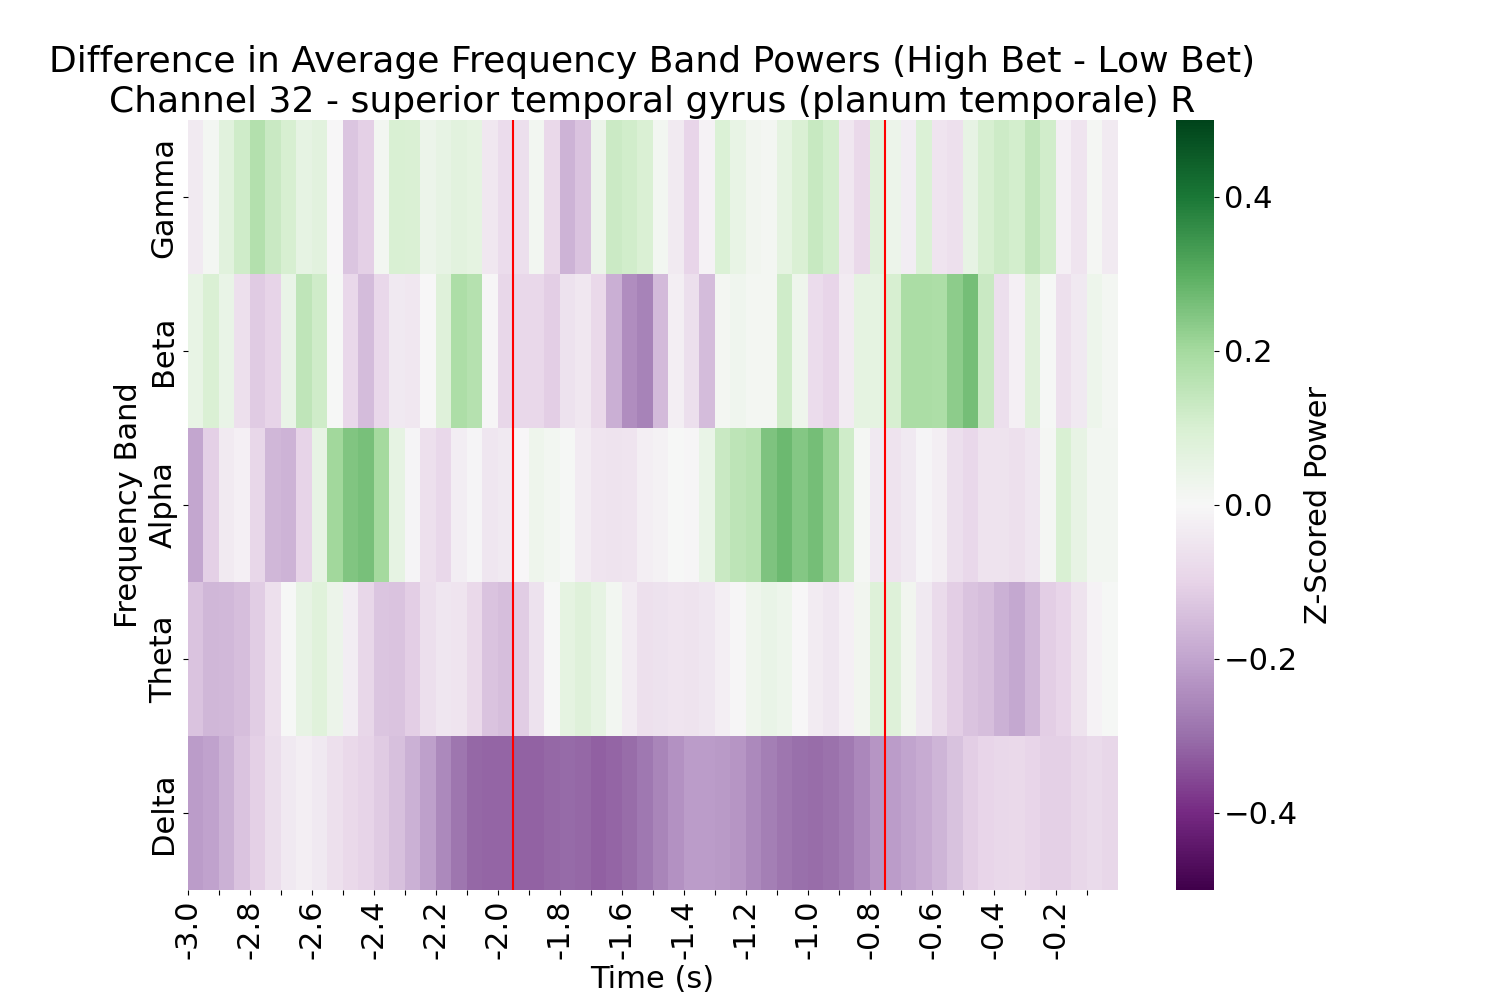 Difference in Average Frequency Band Powers (High Bet - Low Bet)
Channel 32 - superior temporal gyrus (planum temporale) R
Frequency Band
Gamma
Beta
Alpha
Theta
Delta
-3.0
-2.8
-2.6
-2.4
-2.2
-2.0
-1.8
-1.6
-1.4
-1.2
-1.0
-0.8
-0.6
-0.4
-0.2
Time (s)
0.4
0.2
0.0
−0.2
−0.4
Z-Scored Power